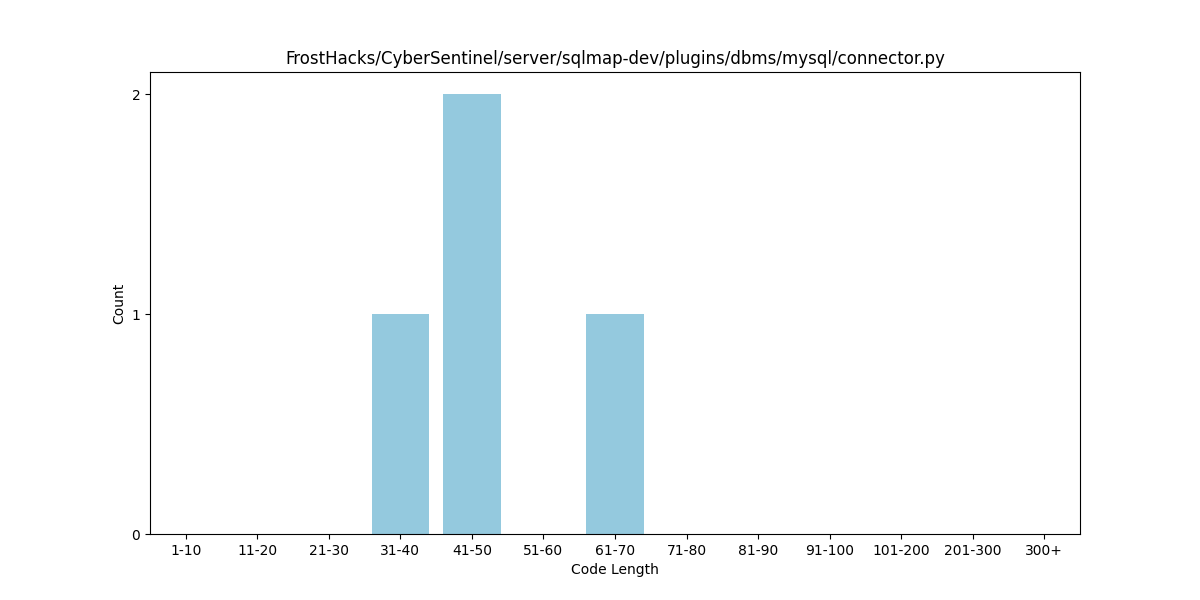 FrostHacks/CyberSentinel/server/sqlmap-dev/plugins/dbms/mysql/connector.py
Count
2
1
0
1-10 11-20 21-30 31-40 41-50 51-60 61-70 71-80 81-90 91-100 101-200 201-300 300+
Code Length